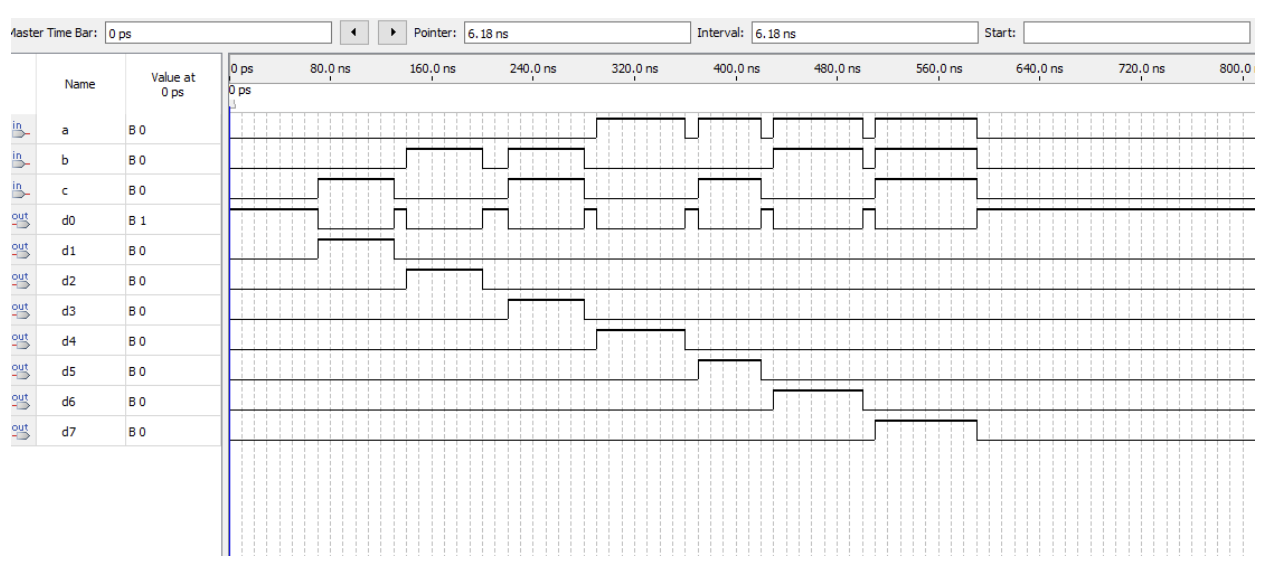 Master Time Bar: 0 ps Pointer: 6.18 ns Interval: 6.18 ns Start:
Name Value at 0 ps 0 ps 80.0 ns 160.0 ns 240.0 ns 320.0 ns 400.0 ns 480.0 ns 560.0 ns 640.0 ns 720.0 ns 800.0
0 ps
in a B 0
in b B 0
in c B 0
out d0 B 1
out d1 B 0
out d2 B 0
out d3 B 0
out d4 B 0
out d5 B 0
out d6 B 0
out d7 B 0